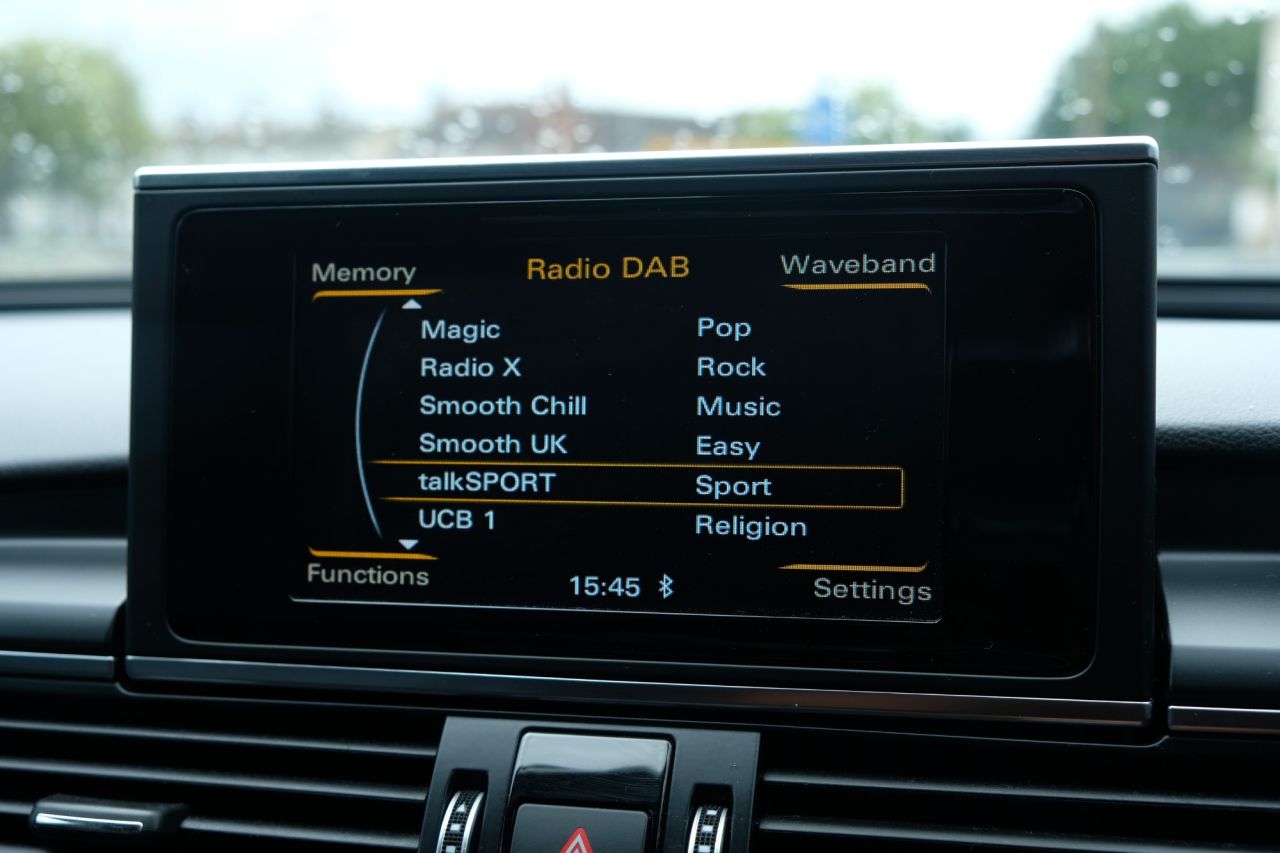 Memory Radio DAB Waveband
Magic Pop
Radio X Rock
Smooth Chill Music
Smooth UK Easy
talkSPORT Sport
UCB 1 Religion
Functions 15:45 Settings